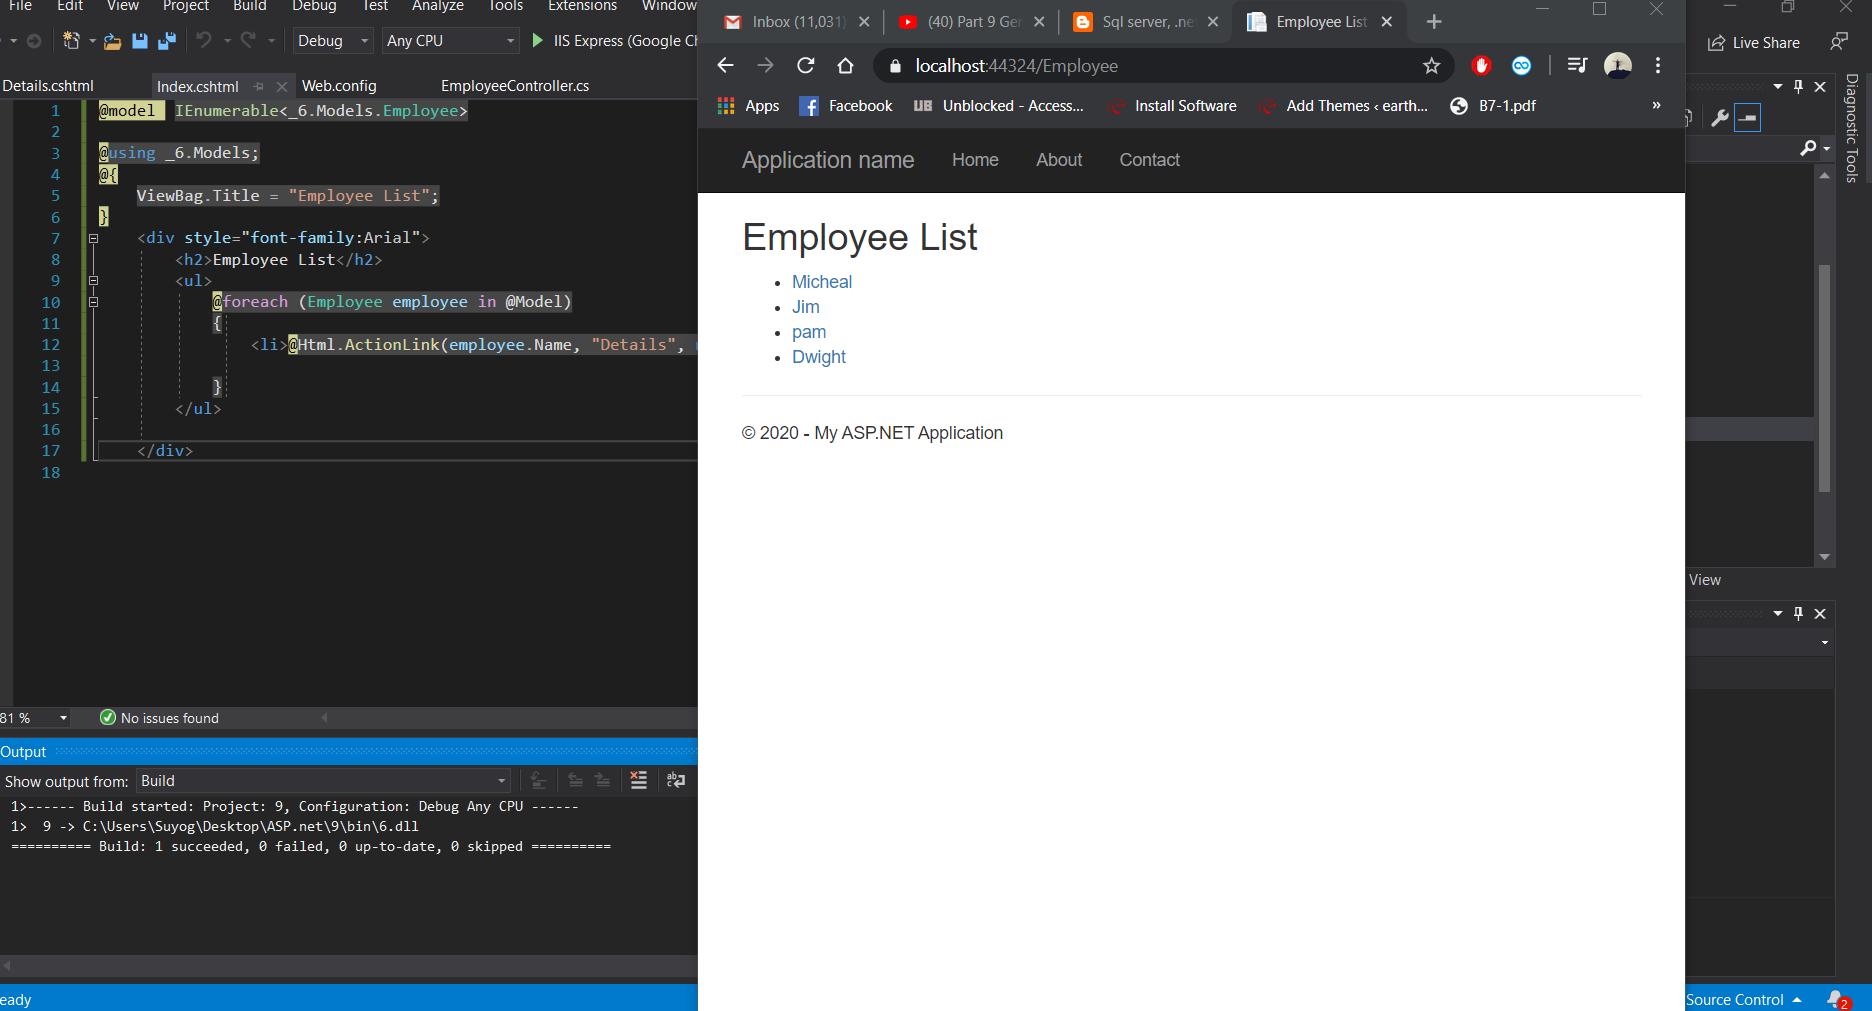 File Edit View Project Build Debug Test Analyze Tools Extensions Window
Debug Any CPU IIS Express (Google Ch
Details.cshtml Index.cshtml Web.config EmployeeController.cs
1 @model IEnumerable<_6.Models.Employee>
2
3 @using _6.Models;
4 @{
5 ViewBag.Title = "Employee List";
6 }
7 <div style="font-family:Arial">
8 <h2>Employee List</h2>
9 <ul>
10 @foreach (Employee employee in @Model)
11 {
12 <li>@Html.ActionLink(employee.Name, "Details",
13
14 }
15 </ul>
16
17 </div>
18
81 % No issues found
Output
Show output from: Build
1>------ Build started: Project: 9, Configuration: Debug Any CPU ------
1> 9 -> C:\Users\Suyog\Desktop\ASP.net\9\bin\6.dll
========== Build: 1 succeeded, 0 failed, 0 up-to-date, 0 skipped ==========
eady
Inbox (11,031) (40) Part 9 Ger Sql server, .ne Employee List
localhost:44324/Employee
Apps Facebook UB Unblocked - Access... Install Software Add Themes ‹ earth... B7-1.pdf »
Application name Home About Contact
Employee List
• Micheal
• Jim
• pam
• Dwight
© 2020 - My ASP.NET Application
Live Share
Diagnostic Tools
View
Source Control 2